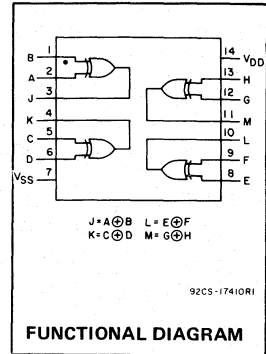 B 1
A 2
J 3
K 4
C 5
D 6
VSS 7
14 VDD
13 H
12 G
11 M
10 L
9 F
8 E
J=A⊕B L=E⊕F
K=C⊕D M=G⊕H
92CS-17410R1
FUNCTIONAL DIAGRAM